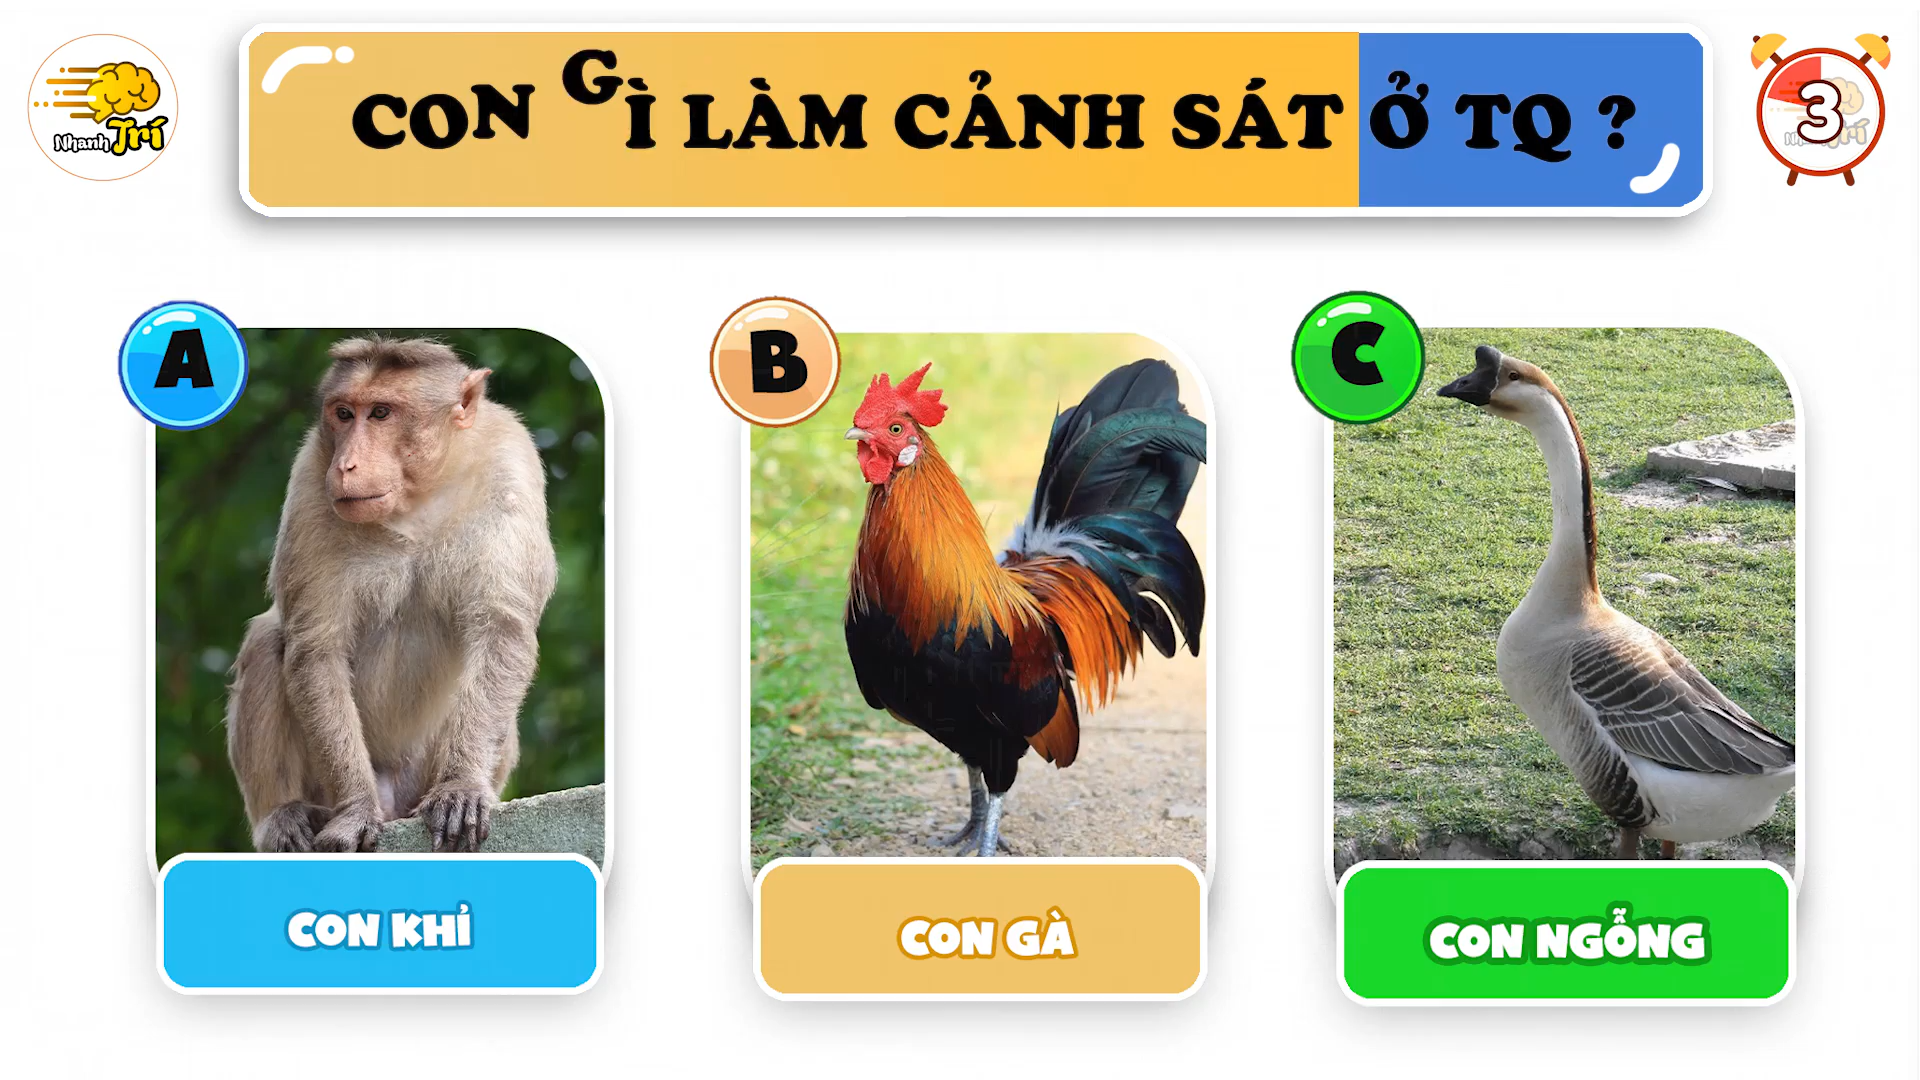 Nhanh Trí
CON GÌ LÀM CẢNH SÁT Ở TQ ?
3
A
B
C
CON KHỈ
CON GÀ
CON NGỖNG